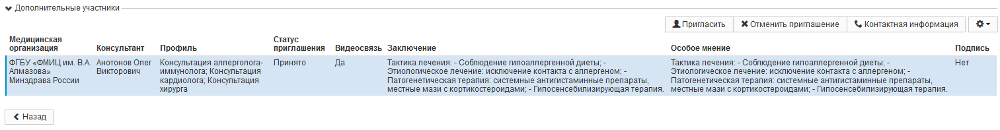 Дополнительные участники
Пригласить Отменить приглашение Контактная информация
Медицинская организация Консультант Профиль Статус приглашения Видеосвязь Заключение Особое мнение Подпись
ФГБУ «ФМИЦ им. В.А.
Алмазова»
Минздрава России
Анотонов Олег
Викторович
Консультация аллерголога-
иммунолога; Консультация
кардиолога; Консультация
хирурга
Принято
Да
Тактика лечения: - Соблюдение гипоаллергенной диеты; -
Этиологическое лечение: исключение контакта с аллергеном; -
Патогенетическая терапия: системные антигистаминные препараты,
местные мази с кортикостероидами; - Гипосенсебилизирующая терапия.
Тактика лечения: - Соблюдение гипоаллергенной диеты; -
Этиологическое лечение: исключение контакта с аллергеном; -
Патогенетическая терапия: системные антигистаминные препараты,
местные мази с кортикостероидами; - Гипосенсебилизирующая терапия.
Нет
Назад